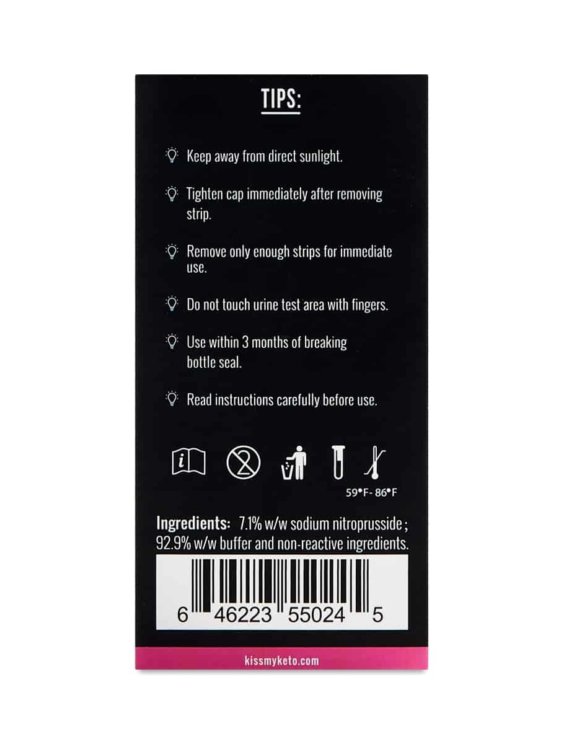 TIPS:
Keep away from direct sunlight.
Tighten cap immediately after removing
strip.
Remove only enough strips for immediate
use.
Do not touch urine test area with fingers.
Use within 3 months of breaking
bottle seal.
Read instructions carefully before use.
i 2
59°F- 86°F
Ingredients: 7.1% w/w sodium nitroprusside;
92.9% w/w buffer and non-reactive ingredients.
6 46223 55024 5
kissmyketo.com